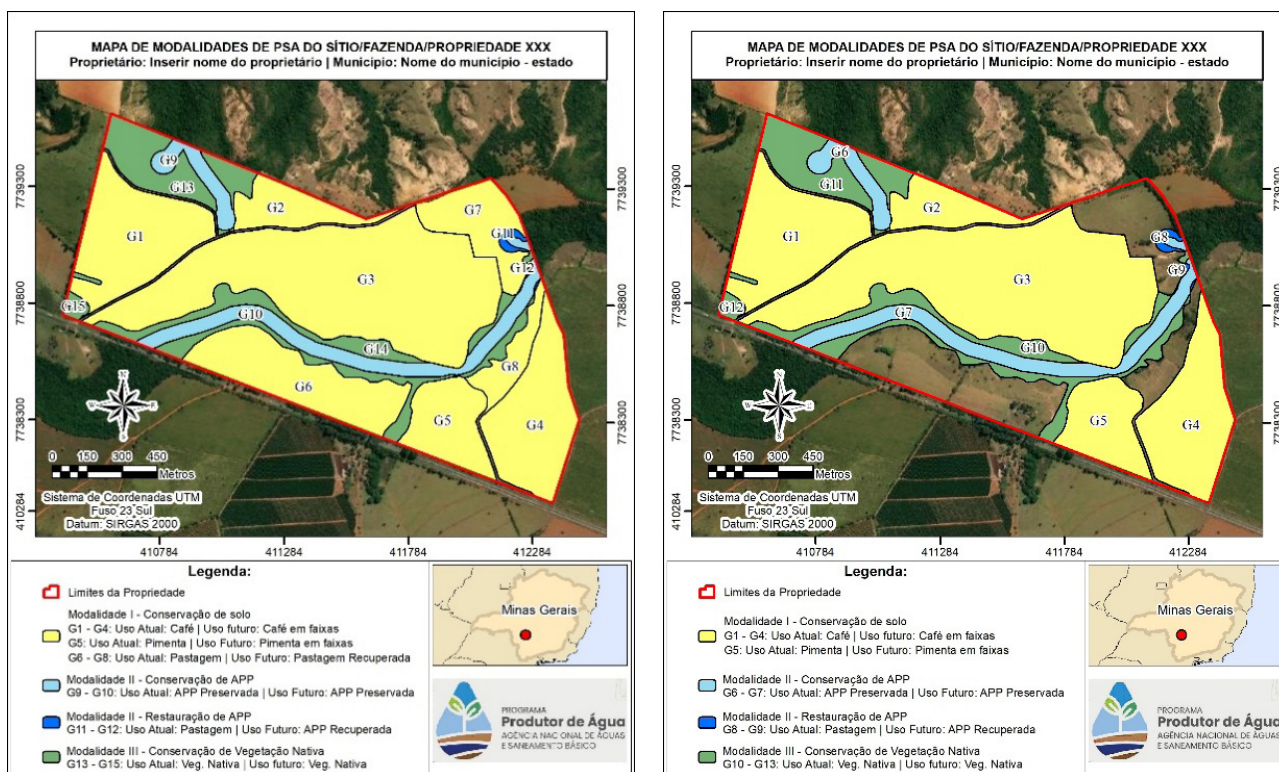 MAPA DE MODALIDADES DE PSA DO SÍTIO/FAZENDA/PROPRIEDADE XXX
Proprietário: Inserir nome do proprietário | Município: Nome do município - estado
G9
G13
G2
G7
G1
G11
G12
G3
G15
G10
G14
G8
G6
G5
G4
N
W
E
S
0 150 300 450
Metros
Sistema de Coordenadas UTM
Fuso 23 Sul
Datum: SIRGAS 2000
7739300
7738800
7738300
410284
7739300
7738800
7738300
410284
410784
411284
411784
412284
Legenda:
Limites da Propriedade
Modalidade I - Conservação de solo
G1 - G4: Uso Atual: Café | Uso futuro: Café em faixas
G5: Uso Atual: Pimenta | Uso Futuro: Pimenta em faixas
G6 - G8: Uso Atual: Pastagem | Uso Futuro: Pastagem Recuperada
Modalidade II - Conservação de APP
G9 - G10: Uso Atual: APP Preservada | Uso Futuro: APP Preservada
Modalidade II - Restauração de APP
G11 - G12: Uso Atual: Pastagem | Uso Futuro: APP Recuperada
Modalidade III - Conservação de Vegetação Nativa
G13 - G15: Uso Atual: Veg. Nativa | Uso futuro: Veg. Nativa
Minas Gerais
PROGRAMA
Produtor de Água
AGÊNCIA NACIONAL DE ÁGUAS
E SANEAMENTO BÁSICO
MAPA DE MODALIDADES DE PSA DO SÍTIO/FAZENDA/PROPRIEDADE XXX
Proprietário: Inserir nome do proprietário | Município: Nome do município - estado
G6
G11
G2
G1
G8
G9
G3
G12
G7
G10
G5
G4
N
W
E
S
0 150 300 450
Metros
Sistema de Coordenadas UTM
Fuso 23 Sul
Datum: SIRGAS 2000
7739300
7738800
7738300
410284
7739300
7738800
7738300
410284
410784
411284
411784
412284
Legenda:
Limites da Propriedade
Modalidade I - Conservação de solo
G1 - G4: Uso Atual: Café | Uso futuro: Café em faixas
G5: Uso Atual: Pimenta | Uso Futuro: Pimenta em faixas
Modalidade II - Conservação de APP
G6 - G7: Uso Atual: APP Preservada | Uso Futuro: APP Preservada
Modalidade II - Restauração de APP
G8 - G9: Uso Atual: Pastagem | Uso Futuro: APP Recuperada
Modalidade III - Conservação de Vegetação Nativa
G10 - G13: Uso Atual: Veg. Nativa | Uso futuro: Veg. Nativa
Minas Gerais
PROGRAMA
Produtor de Água
AGÊNCIA NACIONAL DE ÁGUAS
E SANEAMENTO BÁSICO